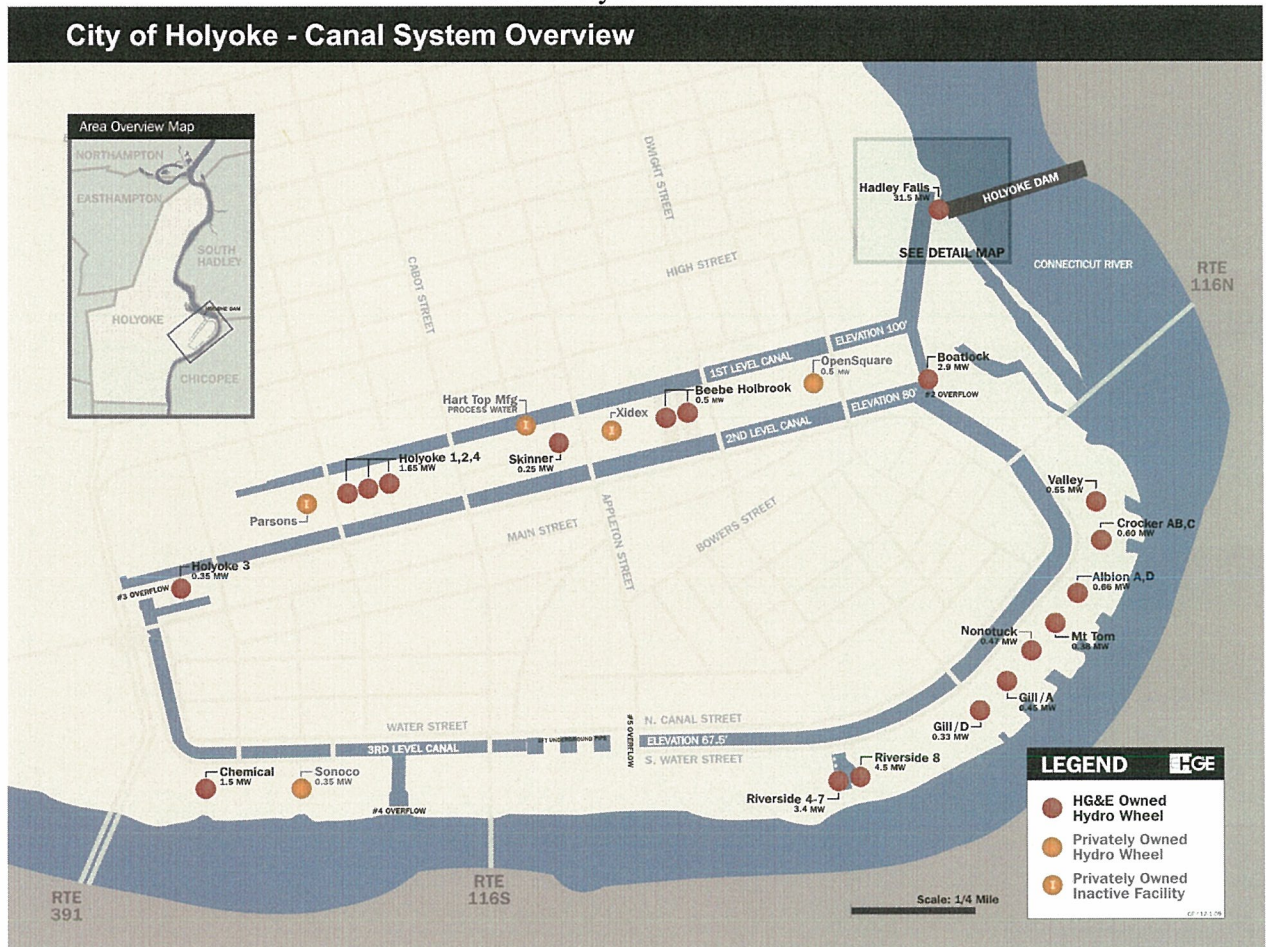 City of Holyoke - Canal System Overview
Area Overview Map
NORTHAMPTON
EASTHAMPTON
SOUTH
HADLEY
HOLYOKE DAM
HOLYOKE
CHICOPEE
DWIGHT STREET
HIGH STREET
CABOT STREET
Hadley Falls
31.5 MW
HOLYOKE DAM
SEE DETAIL MAP
CONNECTICUT RIVER
RTE
116N
ELEVATION 100'
1ST LEVEL CANAL
OpenSquare
0.5 MW
Boatlock
2.9 MW
#2 OVERFLOW
ELEVATION 80'
2ND LEVEL CANAL
Beebe Holbrook
0.5 MW
Hart Top Mfg
PROCESS WATER
Xidex
Skinner
0.25 MW
Holyoke 1,2,4
1.65 MW
Parsons
MAIN STREET
APPLETON STREET
BOWERS STREET
Holyoke 3
0.35 MW
#3 OVERFLOW
Valley
0.55 MW
Crocker AB,C
0.60 MW
Albion A,D
0.66 MW
Mt Tom
0.38 MW
Nonotuck
0.47 MW
Gill/A
0.45 MW
Gill/D
0.33 MW
WATER STREET
3RD LEVEL CANAL
UNDERGROUND PIPE
#5 OVERFLOW
N. CANAL STREET
ELEVATION 67.5'
S. WATER STREET
Riverside 8
4.5 MW
Riverside 4-7
3.4 MW
Chemical
1.5 MW
Sonoco
0.35 MW
#4 OVERFLOW
RTE
391
RTE
116S
LEGEND
HGE
HG&E Owned
Hydro Wheel
Privately Owned
Hydro Wheel
Privately Owned
Inactive Facility
Scale: 1/4 Mile